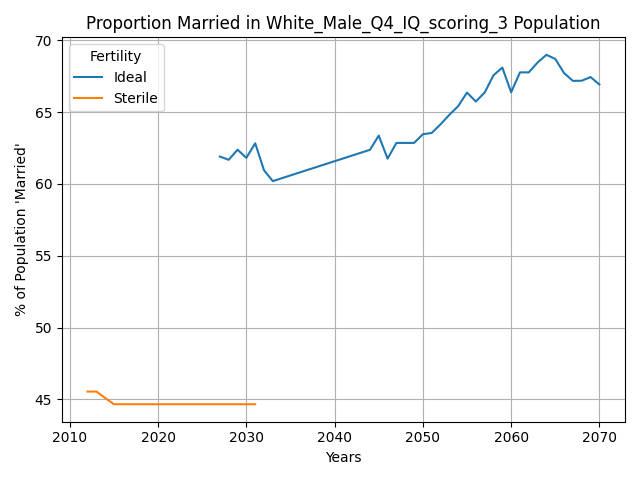 Proportion Married in White_Male_Q4_IQ_scoring_3 Population
70
65
60
55
50
45
% of Population 'Married'
Fertility
Ideal
Sterile
2010 2020 2030 2040 2050 2060 2070
Years